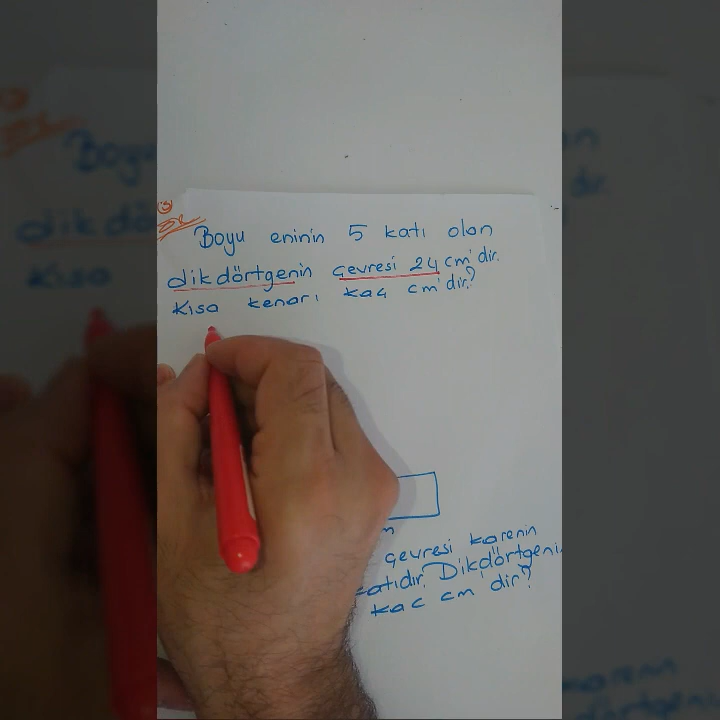 Boyu eninin 5 katı olan
dikdörtgenin çevresi 24 cm'dir.
Kısa kenarı kaç cm'dir?
çevresi karenin
katıdır. Dikdörtgeni
kaç cm'dir?